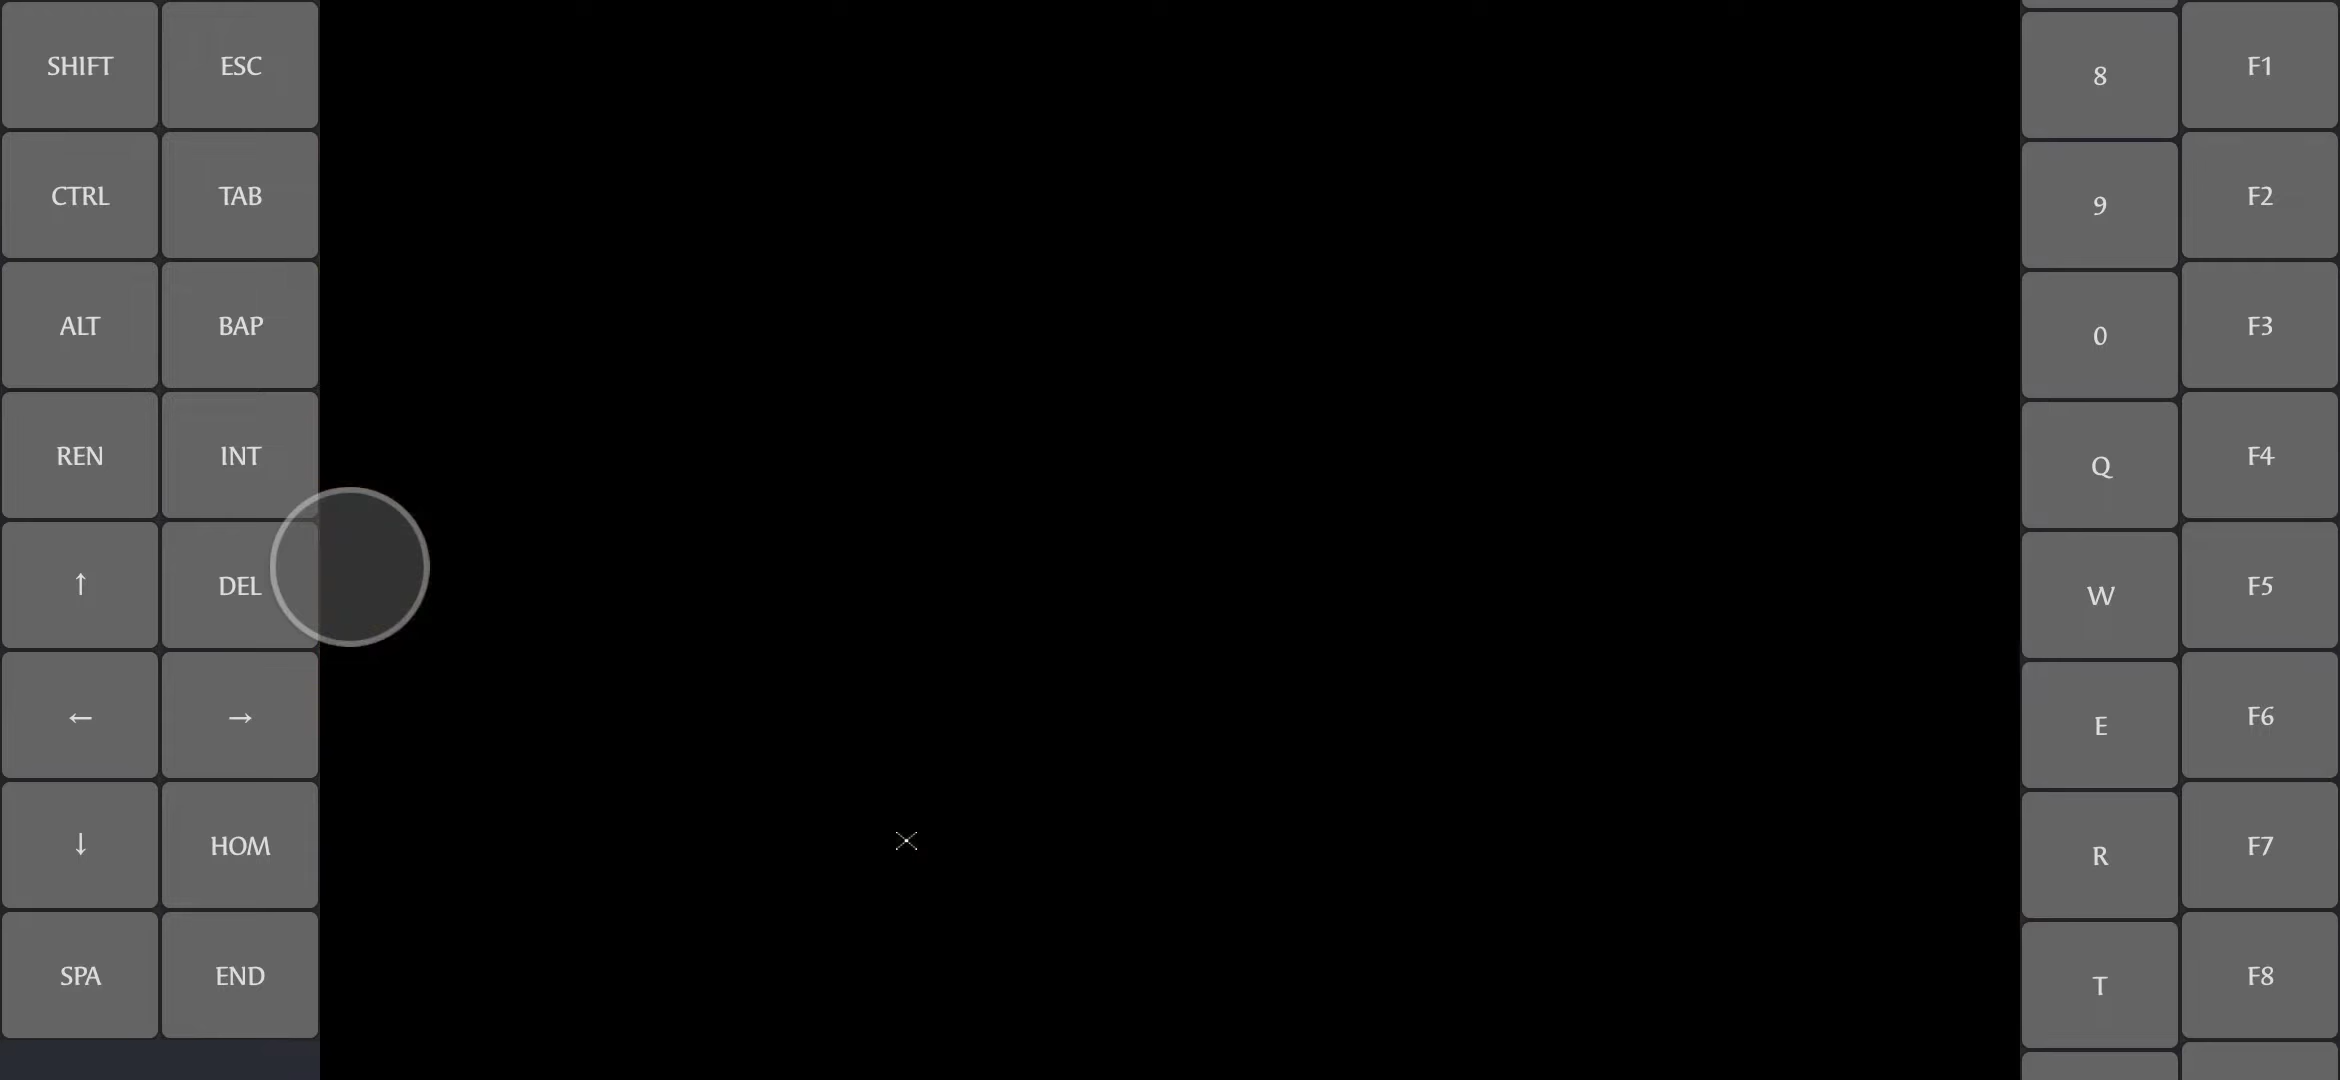 SHIFT ESC
CTRL TAB
ALT BAP
REN INT
↑ DEL
← →
↓ HOM
SPA END
8 F1
9 F2
0 F3
Q F4
W F5
E F6
R F7
T F8